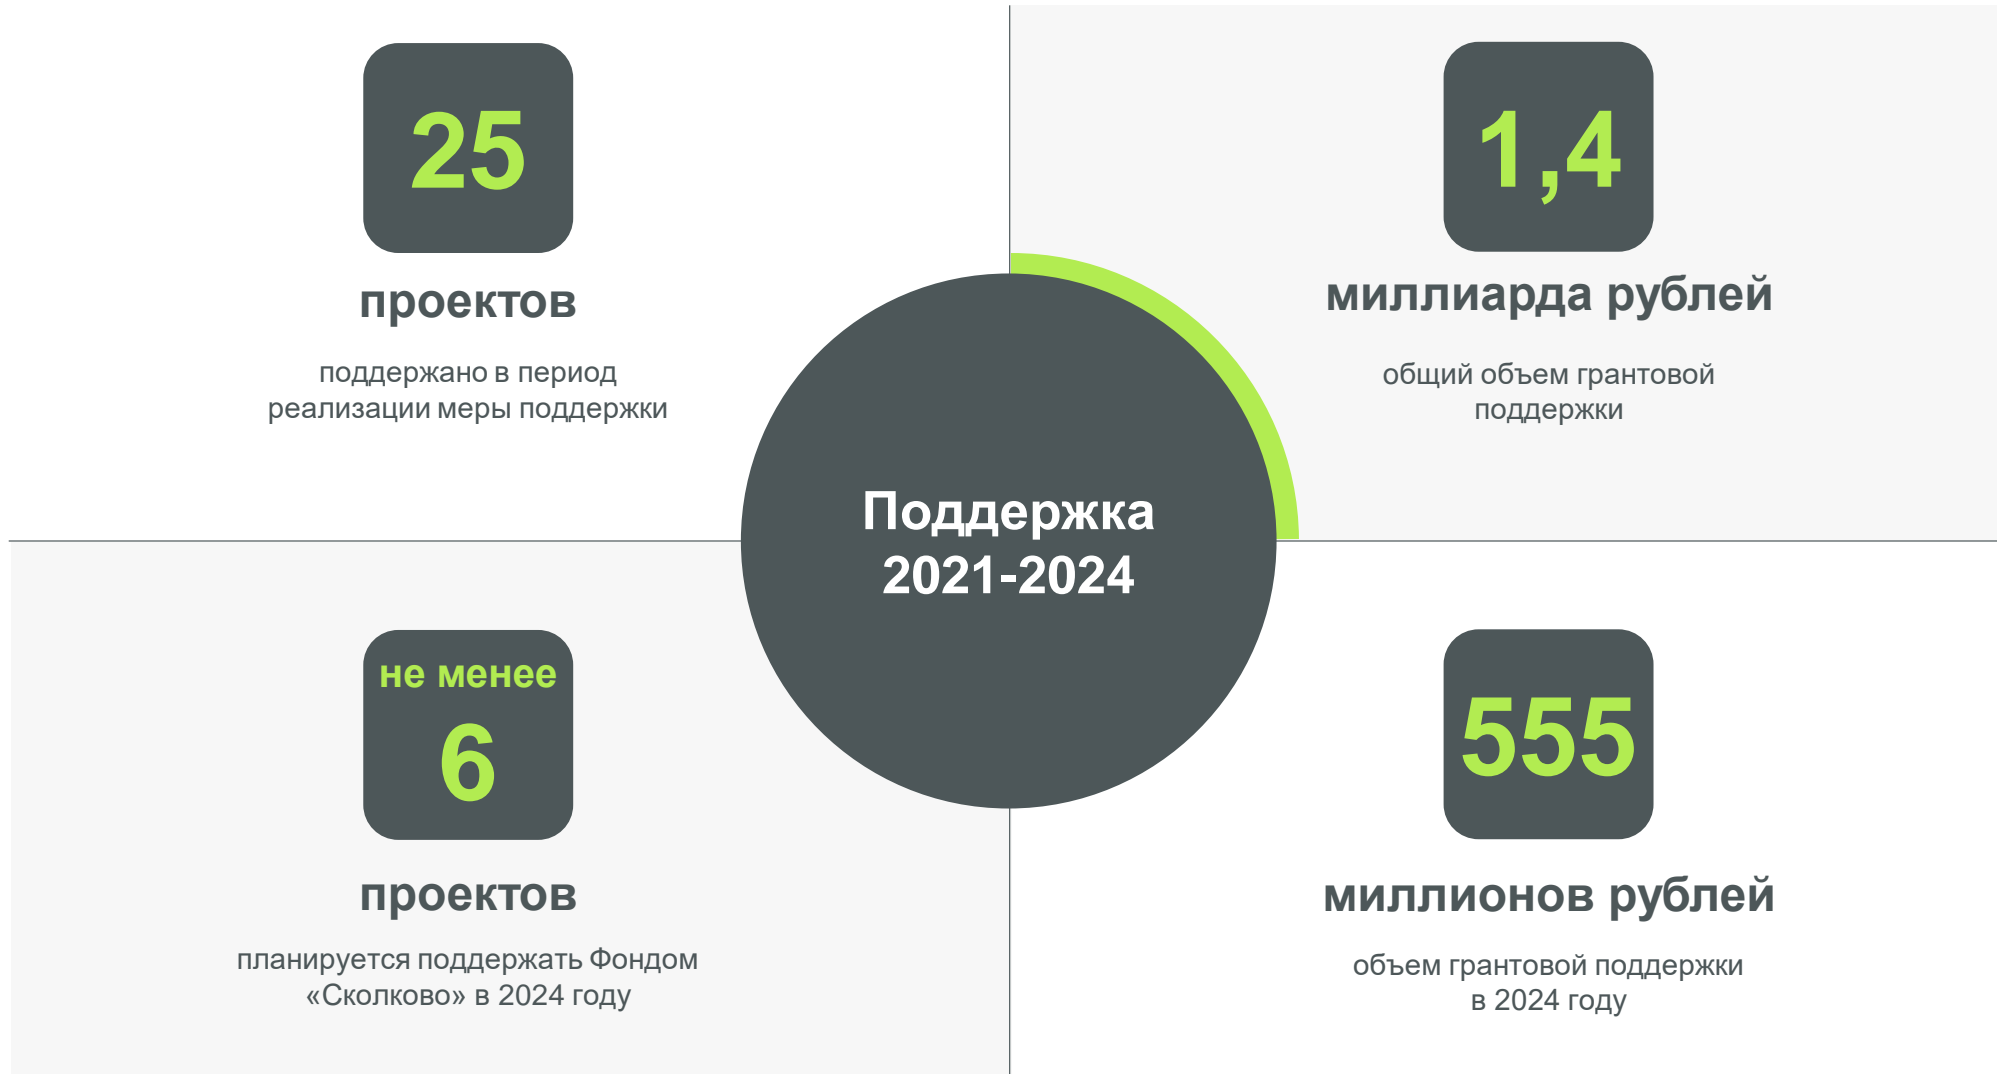 25
проектов
поддержано в период
реализации меры поддержки
1,4
миллиарда рублей
общий объем грантовой
поддержки
Поддержка
2021-2024
не менее
6
проектов
планируется поддержать Фондом
«Сколково» в 2024 году
555
миллионов рублей
объем грантовой поддержки
в 2024 году